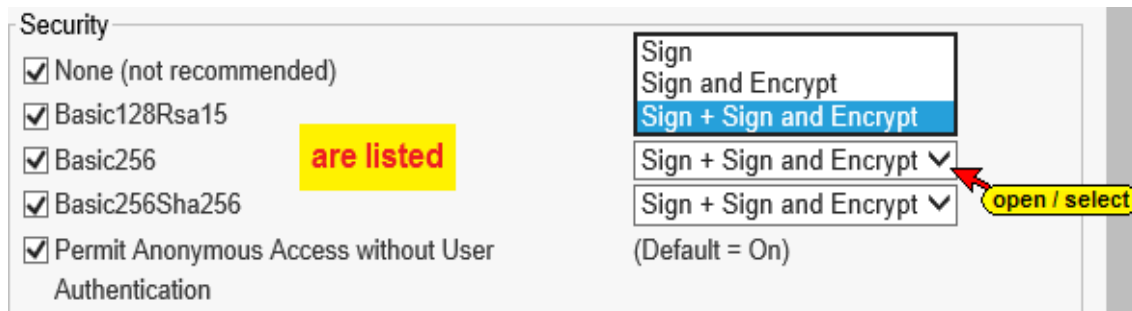 Security
None (not recommended)
Sign
Sign and Encrypt
Basic128Rsa15
Sign + Sign and Encrypt
Basic256
are listed
Sign + Sign and Encrypt
open / select
Basic256Sha256
Sign + Sign and Encrypt
Permit Anonymous Access without User
(Default = On)
Authentication